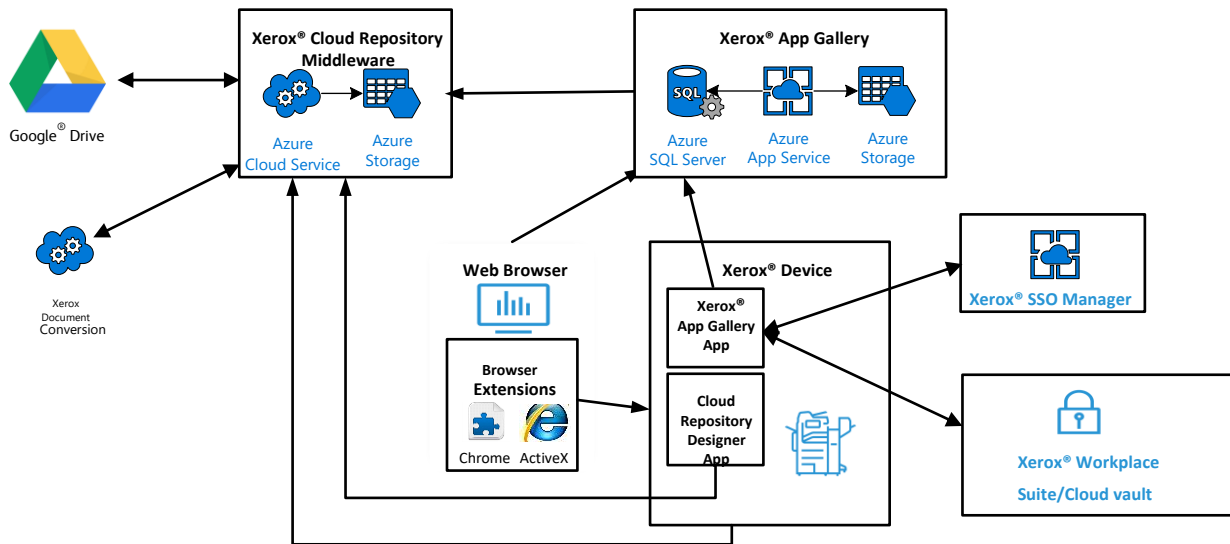 Google® Drive
Xerox
Document
Conversion
Xerox® Cloud Repository
Middleware
Azure
Cloud Service
Azure
Storage
Xerox® App Gallery
SQL
Azure
SQL Server
Azure
App Service
Azure
Storage
Web Browser
Browser
Extensions
Chrome
ActiveX
Xerox® Device
Xerox®
App Gallery
App
Cloud
Repository
Designer
App
Xerox® SSO Manager
Xerox® Workplace
Suite/Cloud vault